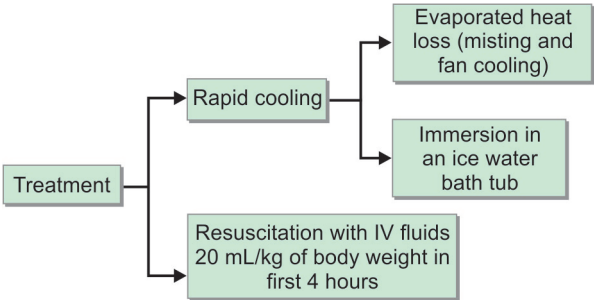 Treatment
Rapid cooling
Evaporated heat
loss (misting and
fan cooling)
Immersion in
an ice water
bath tub
Resuscitation with IV fluids
20 mL/kg of body weight in
first 4 hours